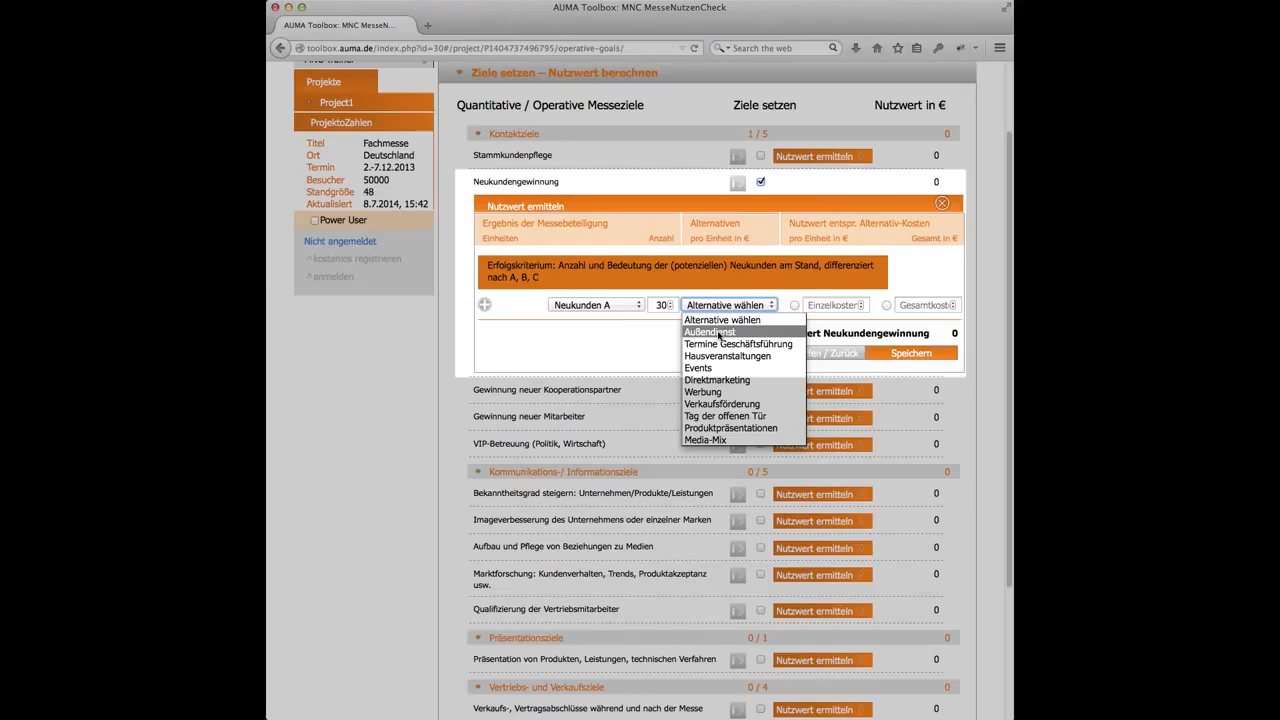 AUMA Toolbox: MNC MesseNutzenCheck
AUMA Toolbox: MNC MesseN...
toolbox.auma.de/index.php?id=30#/project/P1404737496795/operative-goals/
Search the web
Projekte
Project1
ProjektoZahlen
Titel Fachmesse
Ort Deutschland
Termin 2.-7.12.2013
Besucher 50000
Standgröße 48
Aktualisiert 8.7.2014, 15:42
Power User
Nicht angemeldet
kostenlos registrieren
anmelden
Ziele setzen – Nutzwert berechnen
Quantitative / Operative Messeziele Ziele setzen Nutzwert in €
Kontaktziele 1 / 5 0
Stammkundenpflege Nutzwert ermitteln 0
Neukundengewinnung 0
Nutzwert ermitteln
Ergebnis der Messebeteiligung Alternativen Nutzwert entspr. Alternativ-Kosten
Einheiten Anzahl pro Einheit in € pro Einheit in € Gesamt in €
Erfolgskriterium: Anzahl und Bedeutung der (potenziellen) Neukunden am Stand, differenziert
nach A, B, C
Neukunden A 30 Alternative wählen Einzelkoster Gesamtkost
Alternative wählen
Außendienst
Termine Geschäftsführung
Hausveranstaltungen
Events
Direktmarketing
Werbung
Verkaufsförderung
Tag der offenen Tür
Produktpräsentationen
Media-Mix
Neukundengewinnung 0
/ Zurück Speichern
Gewinnung neuer Kooperationspartner Nutzwert ermitteln 0
Gewinnung neuer Mitarbeiter Nutzwert ermitteln 0
VIP-Betreuung (Politik, Wirtschaft) Nutzwert ermitteln 0
Kommunikations-/ Informationsziele 0 / 5 0
Bekanntheitsgrad steigern: Unternehmen/Produkte/Leistungen Nutzwert ermitteln 0
Imageverbesserung des Unternehmens oder einzelner Marken Nutzwert ermitteln 0
Aufbau und Pflege von Beziehungen zu Medien Nutzwert ermitteln 0
Marktforschung: Kundenverhalten, Trends, Produktakzeptanz Nutzwert ermitteln 0
usw.
Qualifizierung der Vertriebsmitarbeiter Nutzwert ermitteln 0
Präsentationsziele 0 / 1 0
Präsentation von Produkten, Leistungen, technischen Verfahren Nutzwert ermitteln 0
Vertriebs- und Verkaufsziele 0 / 4 0
Verkaufs-, Vertragsabschlüsse während und nach der Messe Nutzwert ermitteln 0